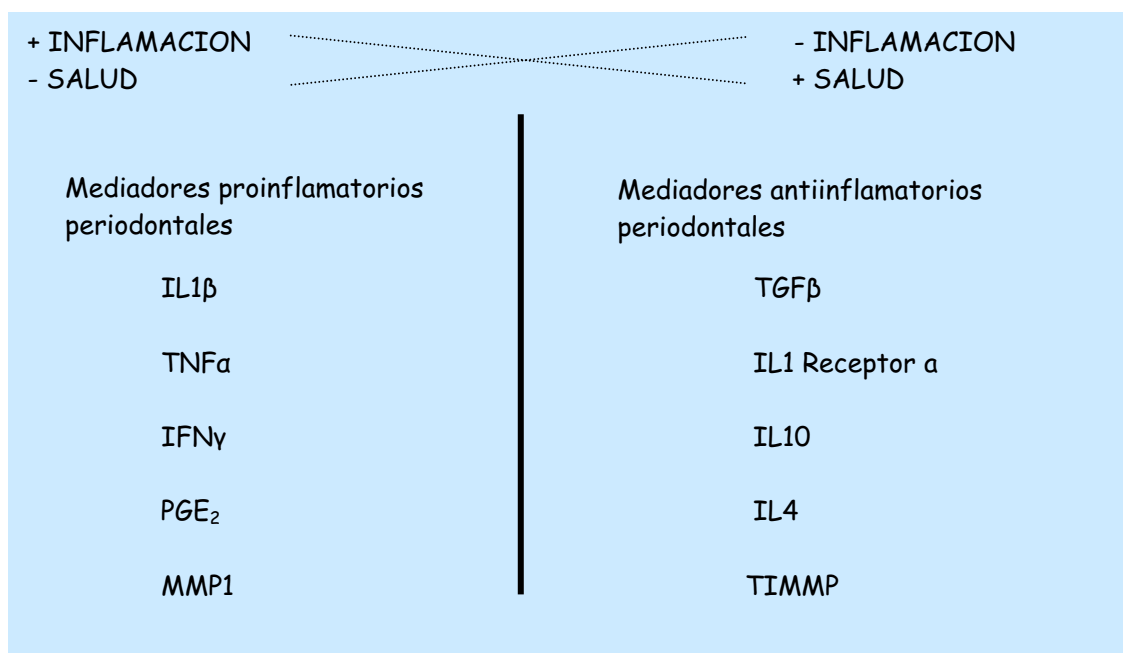 + INFLAMACION
- SALUD
- INFLAMACION
+ SALUD
Mediadores proinflamatorios
periodontales
IL1β
TNFα
IFNγ
PGE₂
MMP1
Mediadores antiinflamatorios
periodontales
TGFβ
IL1 Receptor α
IL10
IL4
TIMMP